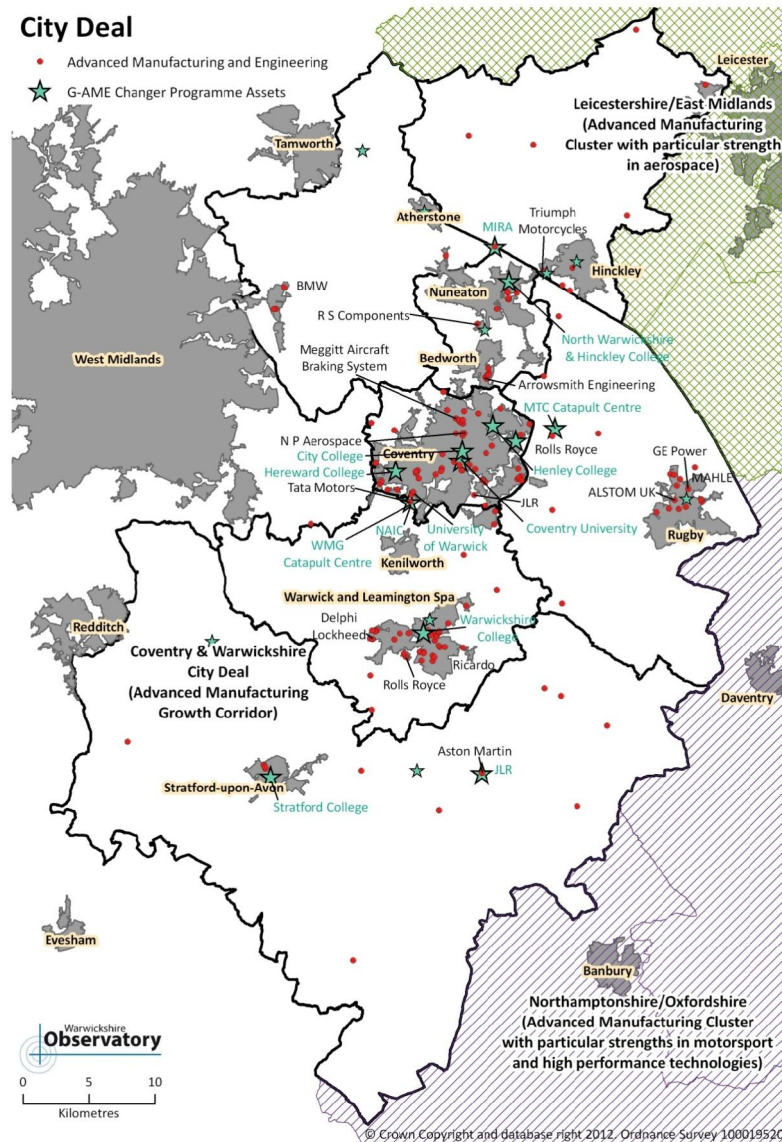 City Deal
Advanced Manufacturing and Engineering
G-AME Changer Programme Assets
Leicester
Leicestershire/East Midlands
(Advanced Manufacturing
Cluster with particular strength
in aerospace)
Tamworth
Atherstone
MIRA
Triumph
Motorcycles
Hinckley
BMW
Nuneaton
R S Components
North Warwickshire
& Hinckley College
West Midlands
Meggitt Aircraft
Braking System
Bedworth
Arrowsmith Engineering
MTC Catapult Centre
N P Aerospace
City College
Coventry
Rolls Royce
Hereward College
Henley College
Tata Motors
JLR
GE Power
MAHLE
ALSTOM UK
Rugby
NAIC
University
of Warwick
Coventry University
WMG
Catapult Centre
Kenilworth
Warwick and Leamington Spa
Redditch
Delphi
Lockheed
Warwickshire
College
Ricardo
Rolls Royce
Coventry & Warwickshire
City Deal
(Advanced Manufacturing
Growth Corridor)
Daventry
Aston Martin
JLR
Stratford-upon-Avon
Stratford College
Evesham
Banbury
Northamptonshire/Oxfordshire
(Advanced Manufacturing Cluster
with particular strengths in motorsport
and high performance technologies)
Warwickshire
Observatory
0 5 10
Kilometres
© Crown Copyright and database right 2012. Ordnance Survey 100019520